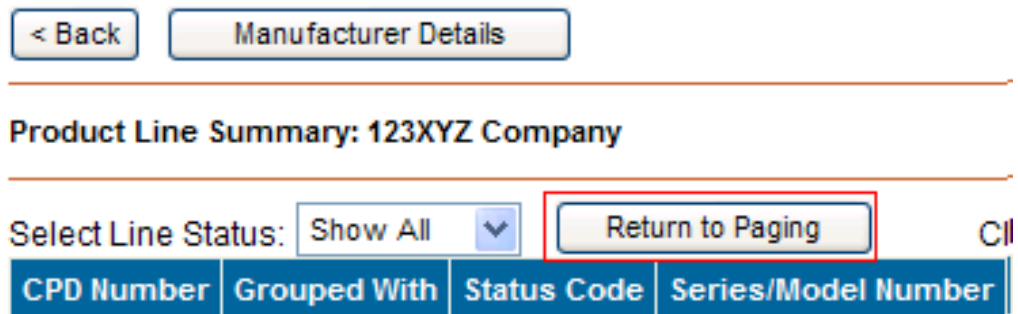 < Back Manufacturer Details
Product Line Summary: 123XYZ Company
Select Line Status: Show All Return to Paging
CPD Number Grouped With Status Code Series/Model Number